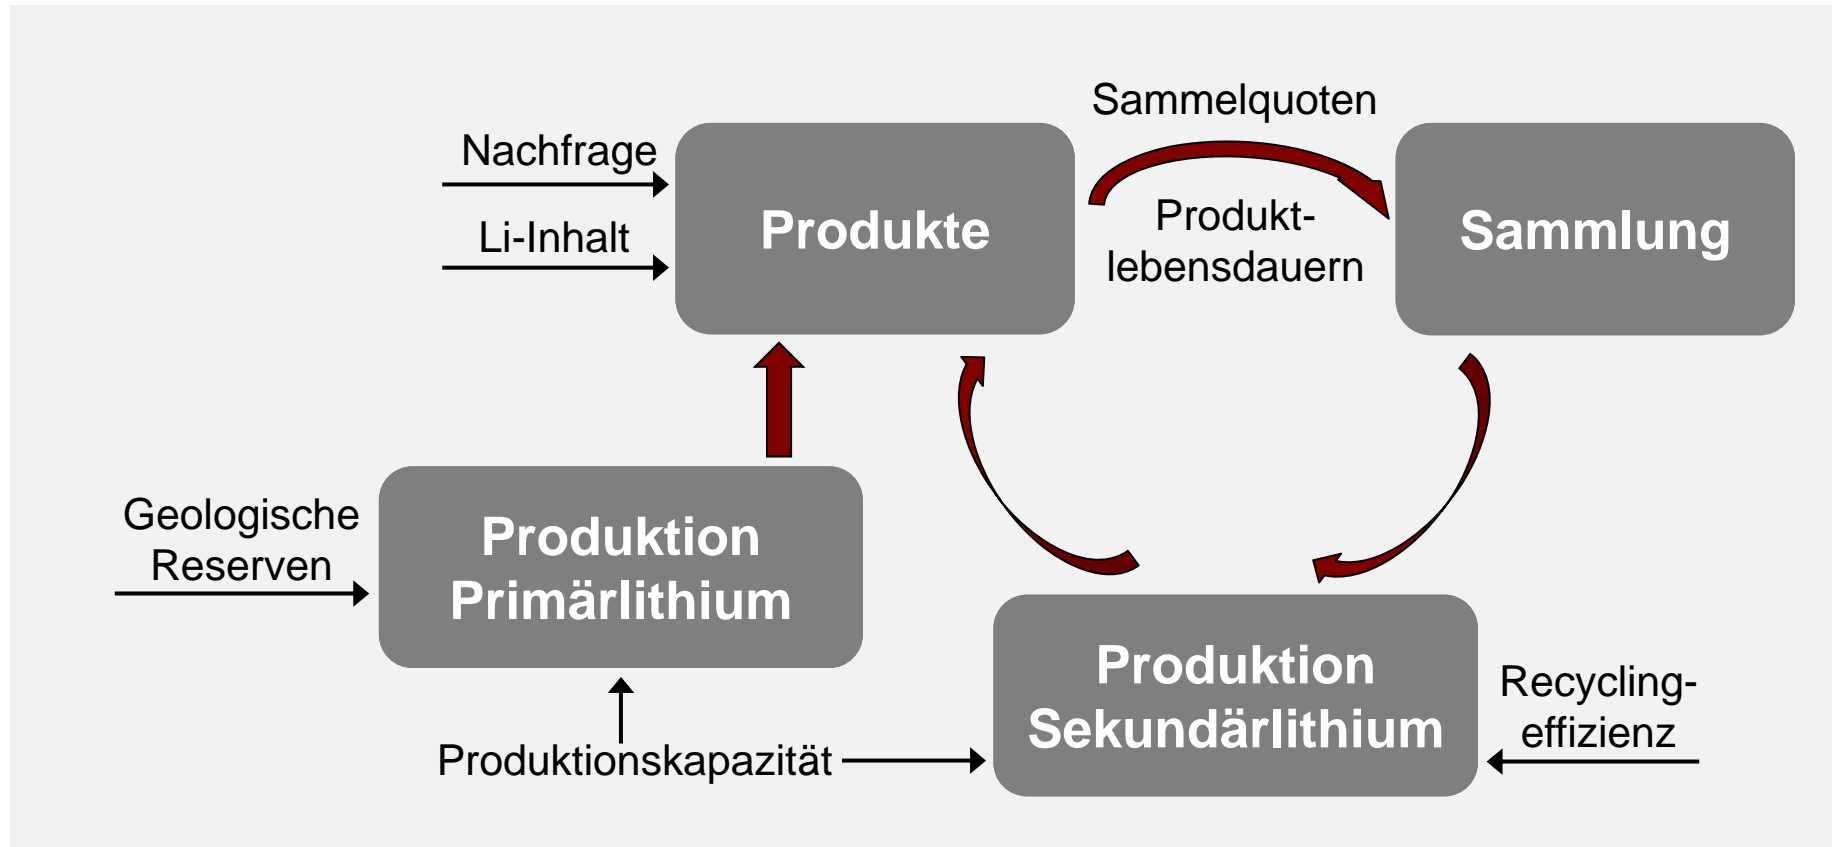 Sammelquoten
Nachfrage
Li-Inhalt
Produkte
Produkt-
lebensdauern
Sammlung
Geologische
Reserven
Produktion
Primärlithium
Produktionskapazität
Produktion
Sekundärlithium
Recycling-
effizienz